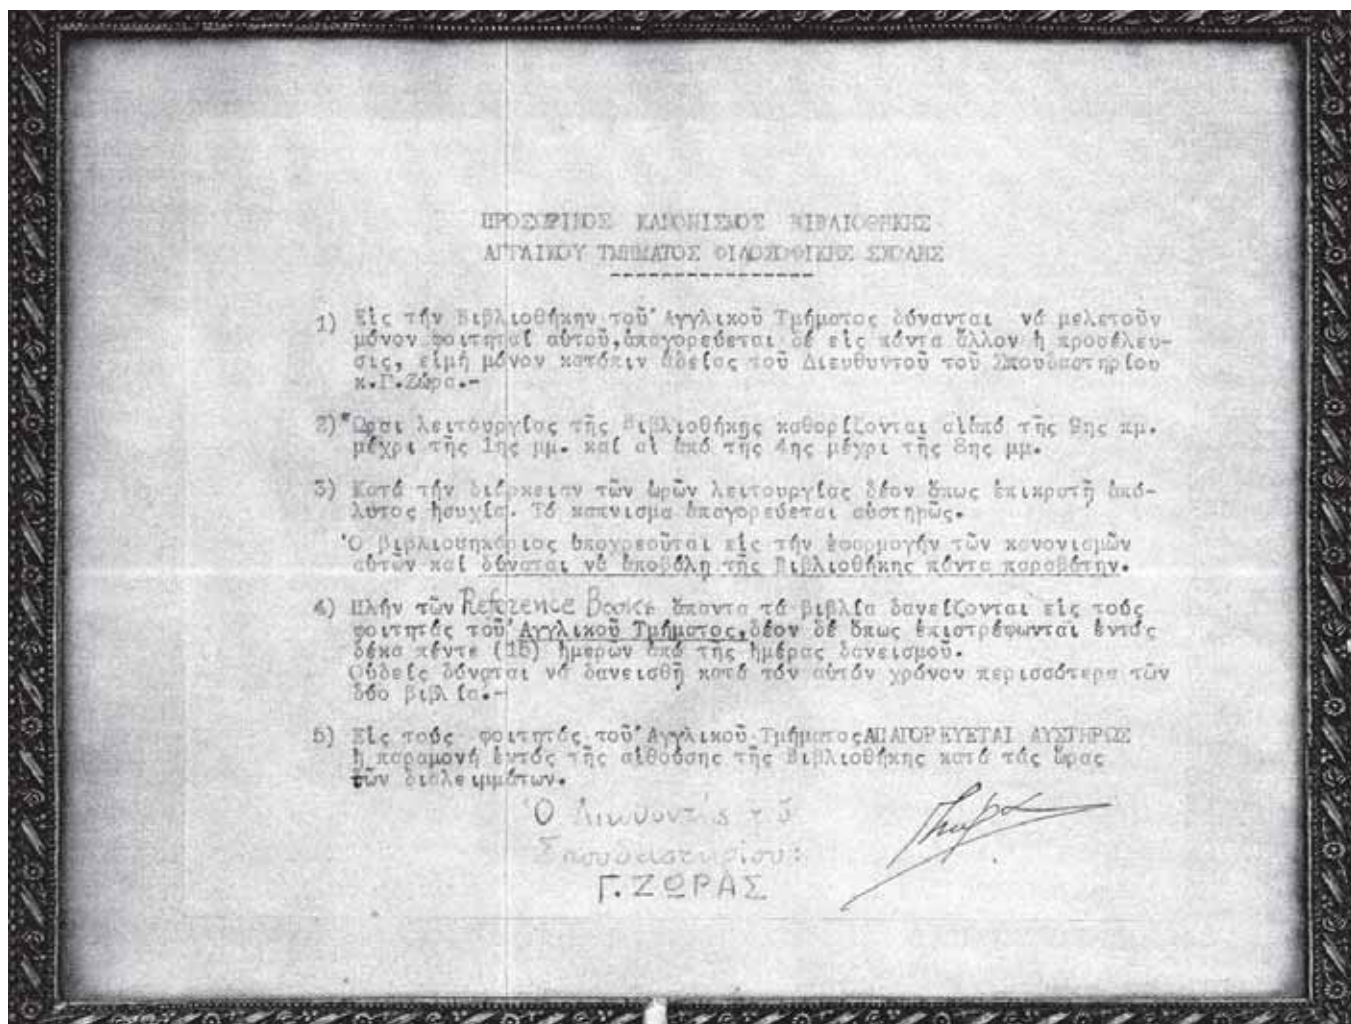 ΠΡΟΣΩΡΙΝΟΣ ΚΑΝΟΝΙΣΜΟΣ ΒΙΒΛΙΟΘΗΚΗΣ
ΑΓΓΛΙΚΟΥ ΤΜΗΜΑΤΟΣ ΦΙΛΟΣΟΦΙΚΗΣ ΣΧΟΛΗΣ
1) Εἰς τήν Βιβλιοθήκην τοῦ Ἀγγλικοῦ Τμήματος δύνανται νά μελετοῦν
μόνον φοιτηταί αὐτοῦ, ἀπαγορεύεται δέ εἰς πάντα ἄλλον ἡ προσέλευ-
σις, εἰμή μόνον κατόπιν ἀδείας τοῦ Διευθυντοῦ τοῦ Σπουδαστηρίου
κ.Γ.Ζώρα.-
2) Ὧραι λειτουργίας τῆς Βιβλιοθήκης καθορίζονται αἱἀπό τῆς 9ης πμ.
μέχρι τῆς 1ης μμ. καί αἱ ἀπό τῆς 4ης μέχρι τῆς 8ης μμ.
3) Κατά τήν διάρκειαν τῶν ὡρῶν λειτουργίας δέον ὅπως ἐπικρατῆ ἀπό-
λυτος ἡσυχία. Τό κάπνισμα ἀπαγορεύεται αὐστηρῶς.
Ὁ βιβλιοθηκάριος ὑποχρεοῦται εἰς τήν ἐφαρμογήν τῶν κανονισμῶν
αὐτῶν καί δύναται νά ἀποβάλη τῆς Βιβλιοθήκης πάντα παραβάτην.
4) Πλήν τῶν Reference Books ἅπαντα τά βιβλία δανείζονται εἰς τούς
φοιτητάς τοῦ Ἀγγλικοῦ Τμήματος, δέον δέ ὅπως ἐπιστρέφωνται ἐντός
δέκα πέντε (15) ἡμερῶν ἀπό τῆς ἡμέρας δανεισμοῦ.
Οὐδείς δύναται νά δανεισθῆ κατά τόν αὐτόν χρόνον περισσότερα τῶν
δύο βιβλία.-
5) Εἰς τούς φοιτητάς τοῦ Ἀγγλικοῦ Τμήματος ΑΠΑΓΟΡΕΥΕΤΑΙ ΑΥΣΤΗΡΩΣ
ἡ παραμονή ἐντός τῆς αἰθούσης τῆς Βιβλιοθήκης κατά τάς ὥρας
τῶν διαλειμμάτων.
Ὁ Διευθυντής τοῦ
Σπουδαστηρίου:
Γ. ΖΩΡΑΣ